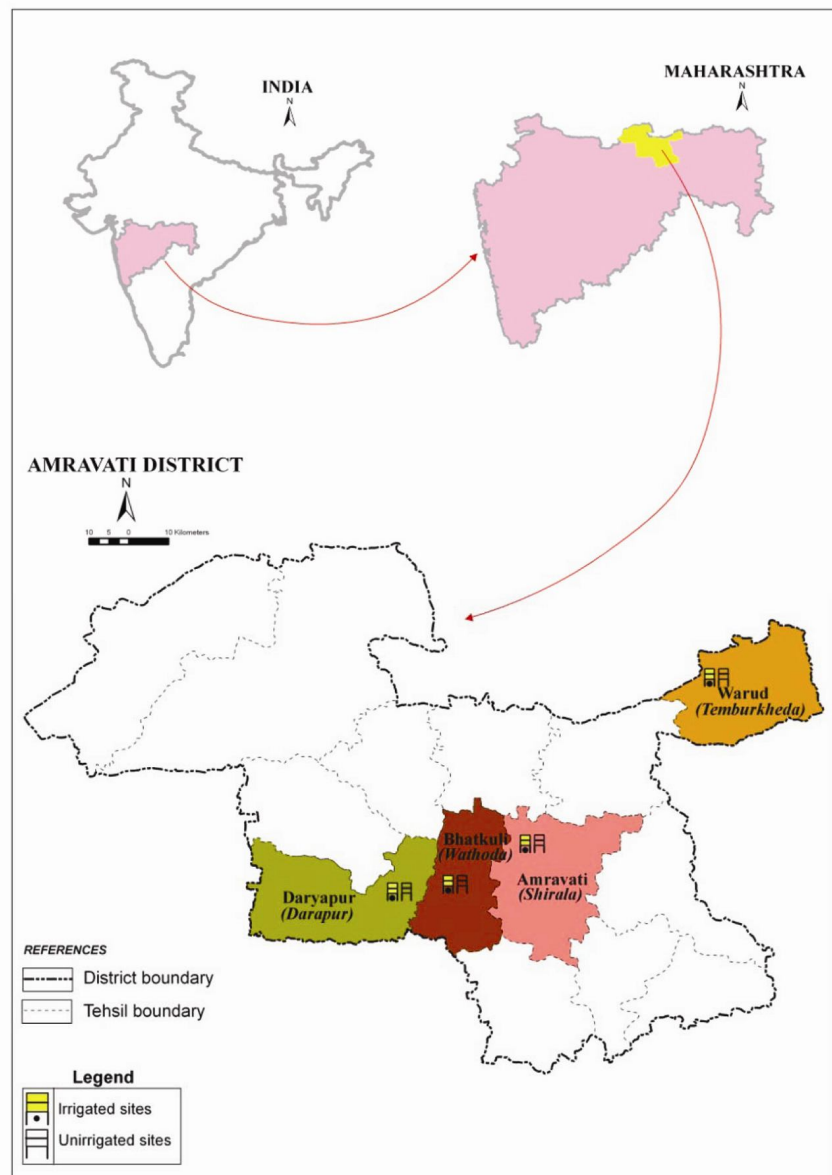 INDIA
N
MAHARASHTRA
N
AMRAVATI DISTRICT
N
10 5 0 10 Kilometers
Warud
(Temburkheda)
Bhatkuli
(Wathoda)
Amravati
(Shirala)
Daryapur
(Darapur)
REFERENCES
District boundary
Tehsil boundary
Legend
Irrigated sites
Unirrigated sites